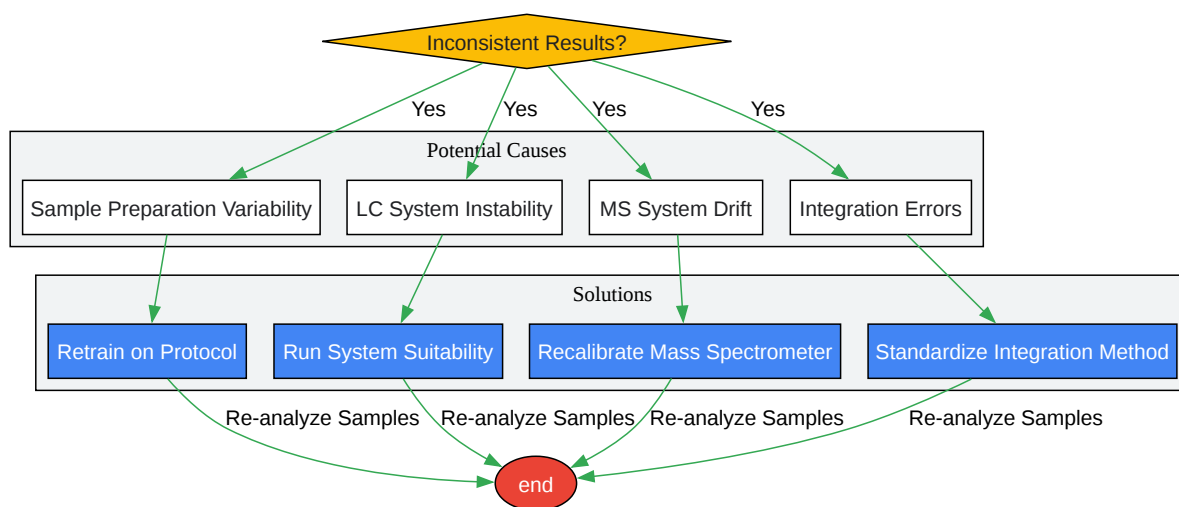 Inconsistent Results?
Yes
Yes
Yes
Yes
Potential Causes
Sample Preparation Variability
LC System Instability
MS System Drift
Integration Errors
Solutions
Retrain on Protocol
Run System Suitability
Recalibrate Mass Spectrometer
Standardize Integration Method
Re-analyze Samples
Re-analyze Samples
Re-analyze Samples
Re-analyze Samples
end